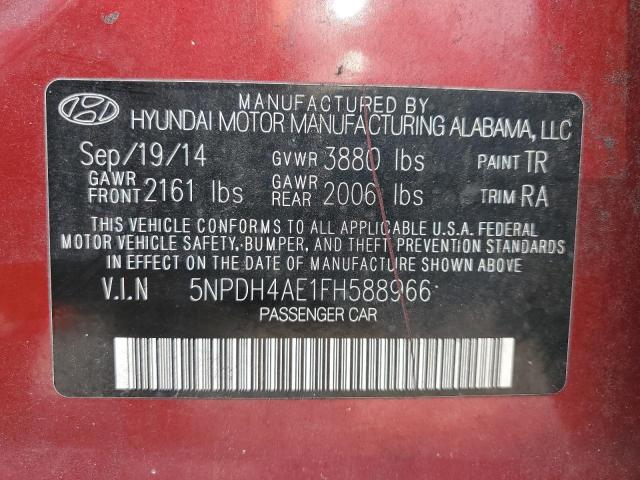 MANUFACTURED BY
HYUNDAI MOTOR MANUFACTURING ALABAMA, LLC
Sep/19/14 GVWR 3880 lbs PAINT TR
GAWR FRONT 2161 lbs GAWR REAR 2006 lbs TRIM RA
THIS VEHICLE CONFORMS TO ALL APPLICABLE U.S.A. FEDERAL
MOTOR VEHICLE SAFETY, BUMPER, AND THEFT PREVENTION STANDARDS
IN EFFECT ON THE DATE OF MANUFACTURE SHOWN ABOVE.
V.I.N 5NPDH4AE1FH588966
PASSENGER CAR